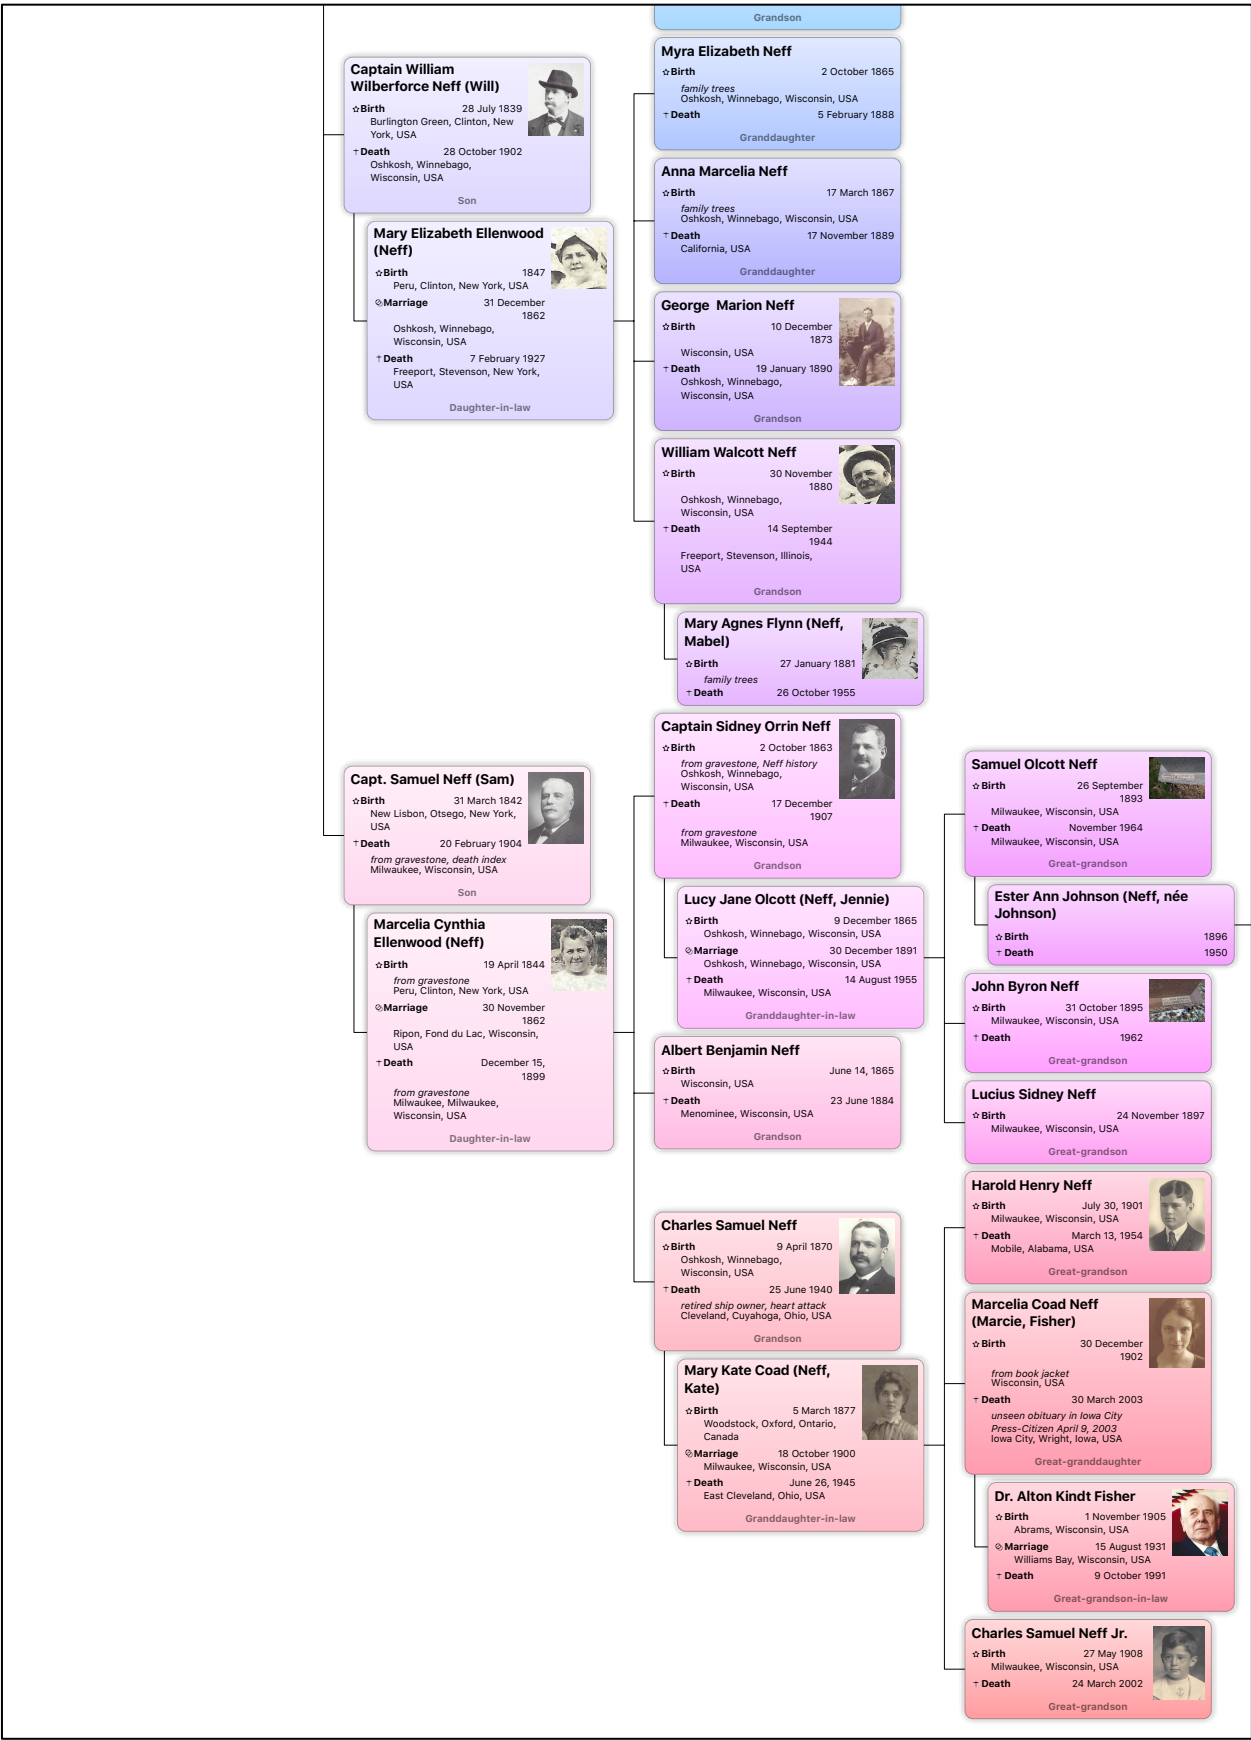 Grandson
Captain William
Wilberforce Neff (Will)
☆Birth 28 July 1839
Burlington Green, Clinton, New
York, USA
†Death 28 October 1902
Oshkosh, Winnebago,
Wisconsin, USA
Son
Mary Elizabeth Ellenwood
(Neff)
☆Birth 1847
Peru, Clinton, New York, USA
Marriage 31 December
1862
Oshkosh, Winnebago,
Wisconsin, USA
†Death 7 February 1927
Freeport, Stevenson, New York,
USA
Daughter-in-law
Myra Elizabeth Neff
☆Birth 2 October 1865
family trees
Oshkosh, Winnebago, Wisconsin, USA
†Death 5 February 1888
Granddaughter
Anna Marcelia Neff
☆Birth 17 March 1867
family trees
Oshkosh, Winnebago, Wisconsin, USA
†Death 17 November 1889
California, USA
Granddaughter
George Marion Neff
☆Birth 10 December
1873
Wisconsin, USA
†Death 19 January 1890
Oshkosh, Winnebago,
Wisconsin, USA
Grandson
William Walcott Neff
☆Birth 30 November
1880
Oshkosh, Winnebago,
Wisconsin, USA
†Death 14 September
1944
Freeport, Stevenson, Illinois,
USA
Grandson
Mary Agnes Flynn (Neff,
Mabel)
☆Birth 27 January 1881
family trees
†Death 26 October 1955
Capt. Samuel Neff (Sam)
☆Birth 31 March 1842
New Lisbon, Otsego, New York,
USA
†Death 20 February 1904
from gravestone, death index
Milwaukee, Wisconsin, USA
Son
Marcelia Cynthia
Ellenwood (Neff)
☆Birth 19 April 1844
from gravestone
Peru, Clinton, New York, USA
Marriage 30 November
1862
Ripon, Fond du Lac, Wisconsin,
USA
†Death December 15,
1899
from gravestone
Milwaukee, Milwaukee,
Wisconsin, USA
Daughter-in-law
Captain Sidney Orrin Neff
☆Birth 2 October 1863
from gravestone, Neff history
Oshkosh, Winnebago,
Wisconsin, USA
†Death 17 December
1907
from gravestone
Milwaukee, Wisconsin, USA
Grandson
Lucy Jane Olcott (Neff, Jennie)
☆Birth 9 December 1865
Oshkosh, Winnebago, Wisconsin, USA
Marriage 30 December 1891
Oshkosh, Winnebago, Wisconsin, USA
†Death 14 August 1955
Milwaukee, Wisconsin, USA
Granddaughter-in-law
Samuel Olcott Neff
☆Birth 26 September
1893
Milwaukee, Wisconsin, USA
†Death November 1964
Milwaukee, Wisconsin, USA
Great-grandson
Ester Ann Johnson (Neff, née
Johnson)
☆Birth 1896
†Death 1950
John Byron Neff
☆Birth 31 October 1895
Milwaukee, Wisconsin, USA
†Death 1962
Great-grandson
Lucius Sidney Neff
☆Birth 24 November 1897
Milwaukee, Wisconsin, USA
Great-grandson
Albert Benjamin Neff
☆Birth June 14, 1865
Wisconsin, USA
†Death 23 June 1884
Menominee, Wisconsin, USA
Grandson
Charles Samuel Neff
☆Birth 9 April 1870
Oshkosh, Winnebago,
Wisconsin, USA
†Death 25 June 1940
retired ship owner, heart attack
Cleveland, Cuyahoga, Ohio, USA
Grandson
Mary Kate Coad (Neff,
Kate)
☆Birth 5 March 1877
Woodstock, Oxford, Ontario,
Canada
Marriage 18 October 1900
Milwaukee, Wisconsin, USA
†Death June 26, 1945
East Cleveland, Ohio, USA
Granddaughter-in-law
Harold Henry Neff
☆Birth July 30, 1901
Milwaukee, Wisconsin, USA
†Death March 13, 1954
Mobile, Alabama, USA
Great-grandson
Marcelia Coad Neff
(Marcie, Fisher)
☆Birth 30 December
1902
from book jacket
Wisconsin, USA
†Death 30 March 2003
unseen obituary in Iowa City
Press-Citizen April 9, 2003
Iowa City, Wright, Iowa, USA
Great-granddaughter
Dr. Alton Kindt Fisher
☆Birth 1 November 1905
Abrams, Wisconsin, USA
Marriage 15 August 1931
Williams Bay, Wisconsin, USA
†Death 9 October 1991
Great-grandson-in-law
Charles Samuel Neff Jr.
☆Birth 27 May 1908
Milwaukee, Wisconsin, USA
†Death 24 March 2002
Great-grandson